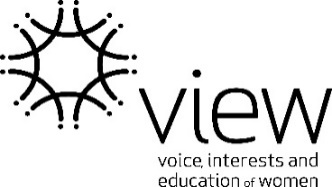 view
voice, interests and
education of women